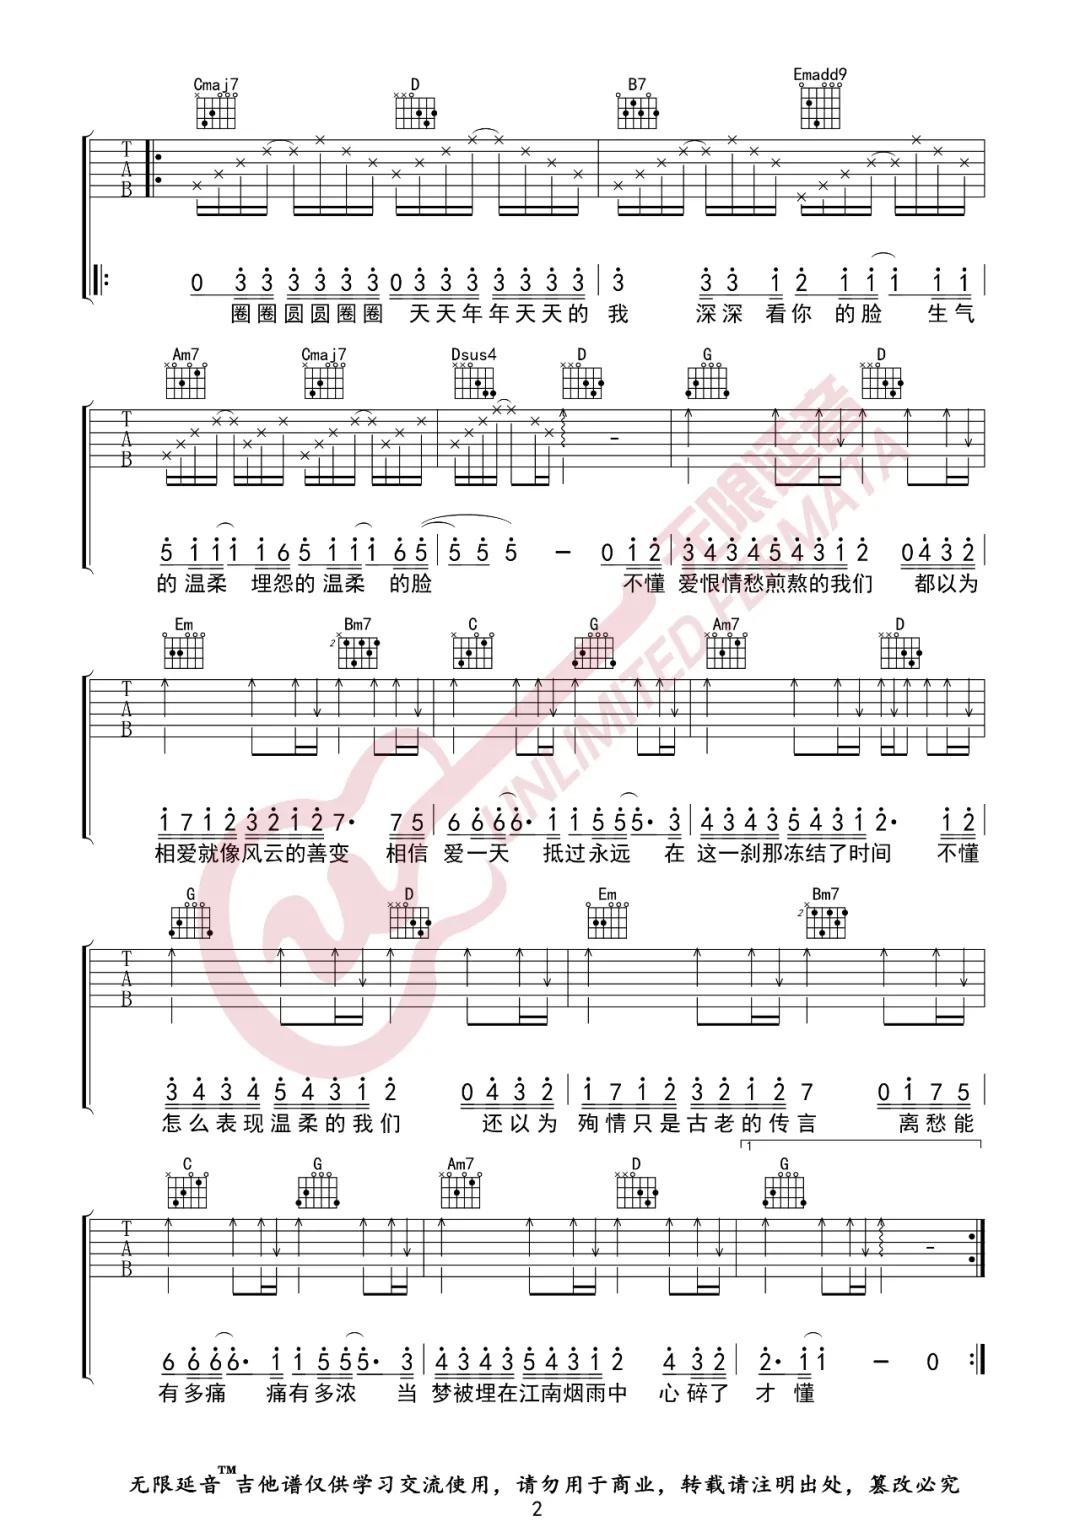 Cmaj7 D B7 Emadd9
T
A
B
0 3 3 3 3 3 3 0 3 3 3 3 3 3 3 3 3 3 1 2 1 1 1 1 1
圈圈圆圆圈圈 天天年年天天的我 深深看你的脸 生气
Am7 Cmaj7 Dsus4 D G D
T
A
B
5 1 1 1 1 6 5 1 1 1 6 5 5 5 5 - 0 1 2 3 4 3 4 5 4 3 1 2 0 4 3 2
的温柔 埋怨的温柔 的脸 不懂 爱恨情愁煎熬的我们 都以为
Em Bm7 C G Am7 D
2
T
A
B
1 7 1 2 3 2 1 2 7· 7 5 6 6 6 6· 1 1 5 5 5· 3 4 3 4 3 5 4 3 1 2· 1 2
相爱就像风云的善变 相信 爱一天 抵过永远 在 这一刹那冻结了时间 不懂
G D Em Bm7
2
T
A
B
3 4 3 4 5 4 3 1 2 0 4 3 2 1 7 1 2 3 2 1 2 7 0 1 7 5
怎么表现温柔的我们 还以为 殉情只是古老的传言 离愁能
1
C G Am7 D G
T
A
B
6 6 6 6· 1 1 5 5 5· 3 4 3 4 3 5 4 3 1 2 4 3 2 2· 1 1 - 0
有多痛 痛有多浓 当 梦被埋在江南烟雨中 心碎了 才懂
无限延音
UNLIMITED FERMATA
无限延音™吉他谱仅供学习交流使用，请勿用于商业，转载请注明出处，篡改必究
2